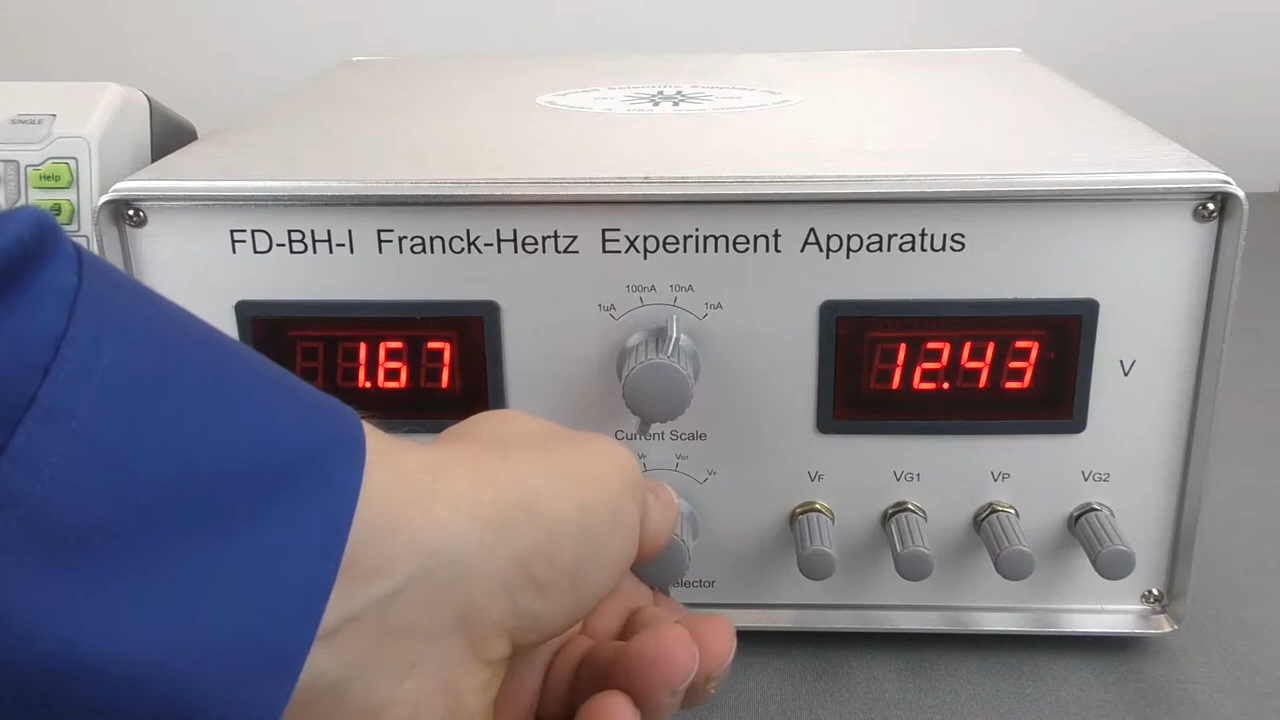 SINGLE
MENU
Help
FD-BH-I Franck-Hertz Experiment Apparatus
1uA 100nA 10nA 1nA
1.67
12.43
V
Current Scale
VG1
VF VG1 VP VG2